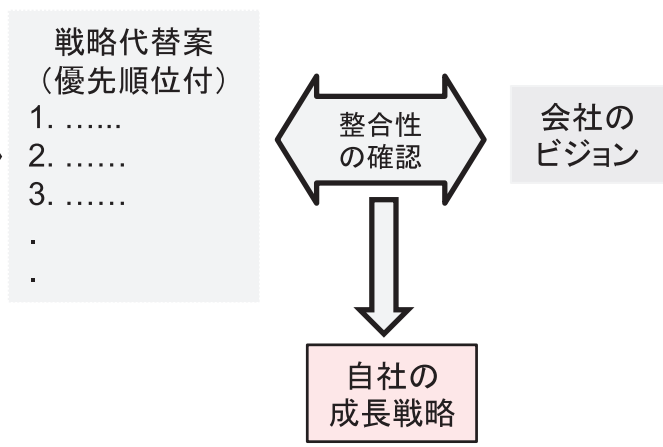 戦略代替案
（優先順位付）
1. …...
2. ……
3. ……
.
.
整合性
の確認
会社の
ビジョン
自社の
成長戦略